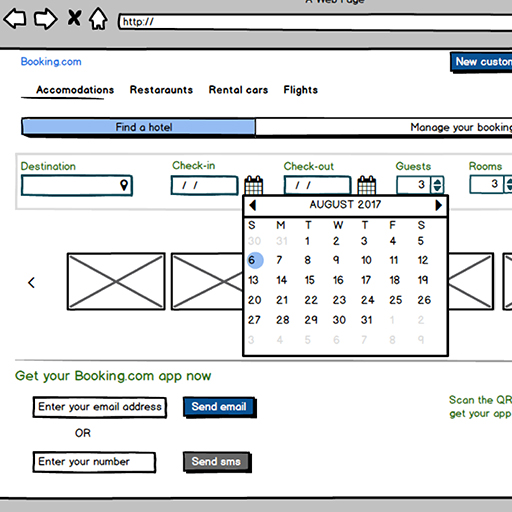 A Web Page
http://
Booking.com
New custom
Accomodations Restaraunts Rental cars Flights
Find a hotel Manage your booking
Destination Check-in Check-out Guests Rooms
/ / / / 3 3
AUGUST 2017
S M T W T F S
30 31 1 2 3 4 5
6 7 8 9 10 11 12
13 14 15 16 17 18 19
20 21 22 23 24 25 26
27 28 29 30 31 1 2
3 4 5 6 7 8 9
Get your Booking.com app now
Enter your email address Send email
OR
Enter your number Send sms
Scan the QR
get your app